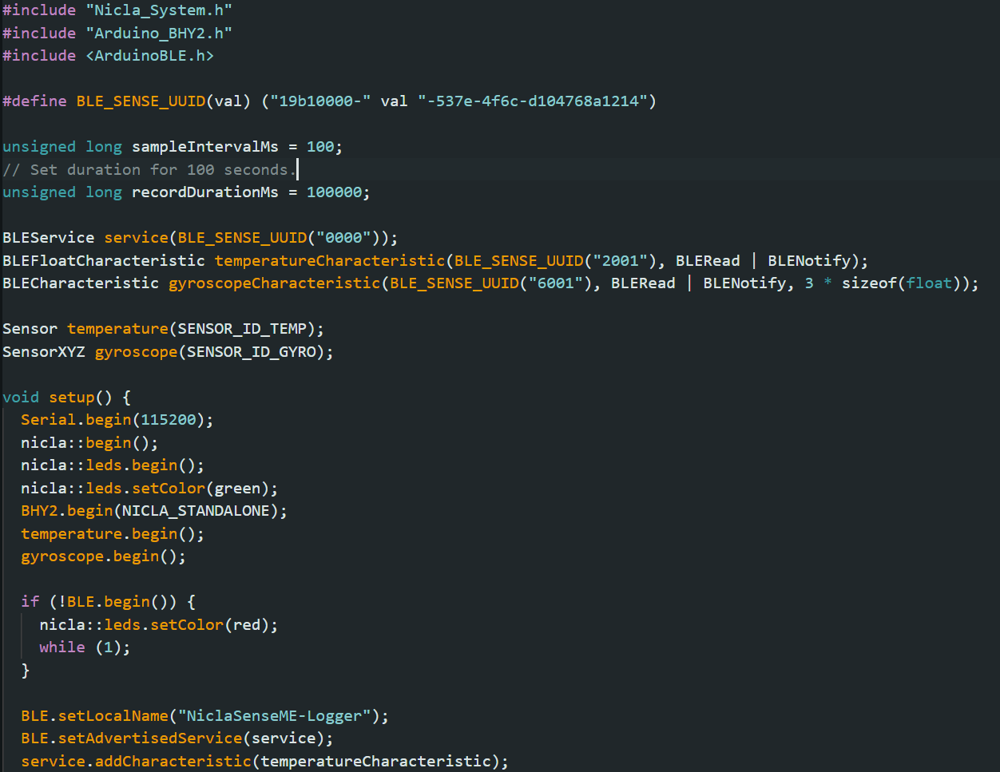 #include "Nicla_System.h"
#include "Arduino_BHY2.h"
#include <ArduinoBLE.h>
#define BLE_SENSE_UUID(val) ("19b10000-" val "-537e-4f6c-d104768a1214")
unsigned long sampleIntervalMs = 100;
// Set duration for 100 seconds.
unsigned long recordDurationMs = 100000;
BLEService service(BLE_SENSE_UUID("0000"));
BLEFloatCharacteristic temperatureCharacteristic(BLE_SENSE_UUID("2001"), BLERead | BLENotify);
BLECharacteristic gyroscopeCharacteristic(BLE_SENSE_UUID("6001"), BLERead | BLENotify, 3 * sizeof(float));
Sensor temperature(SENSOR_ID_TEMP);
SensorXYZ gyroscope(SENSOR_ID_GYRO);
void setup() {
  Serial.begin(115200);
  nicla::begin();
  nicla::leds.begin();
  nicla::leds.setColor(green);
  BHY2.begin(NICLA_STANDALONE);
  temperature.begin();
  gyroscope.begin();
  if (!BLE.begin()) {
    nicla::leds.setColor(red);
    while (1);
  }
  BLE.setLocalName("NiclaSenseME-Logger");
  BLE.setAdvertisedService(service);
  service.addCharacteristic(temperatureCharacteristic);